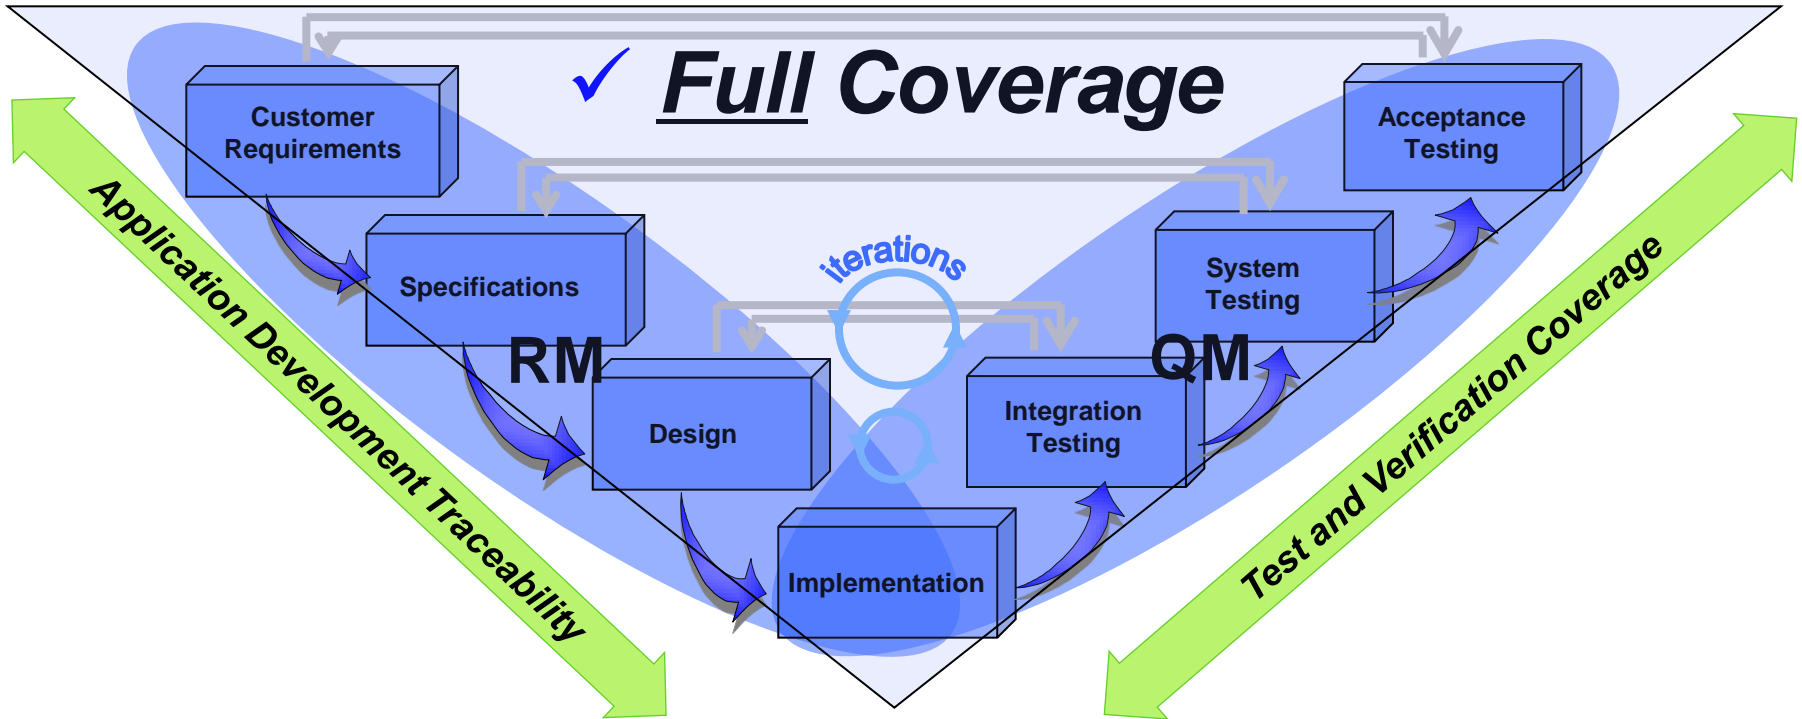 ✓ Full Coverage
Customer
Requirements
Acceptance
Testing
Specifications
iterations
System
Testing
RM
QM
Design
Integration
Testing
Implementation
Application Development Traceability
Test and Verification Coverage